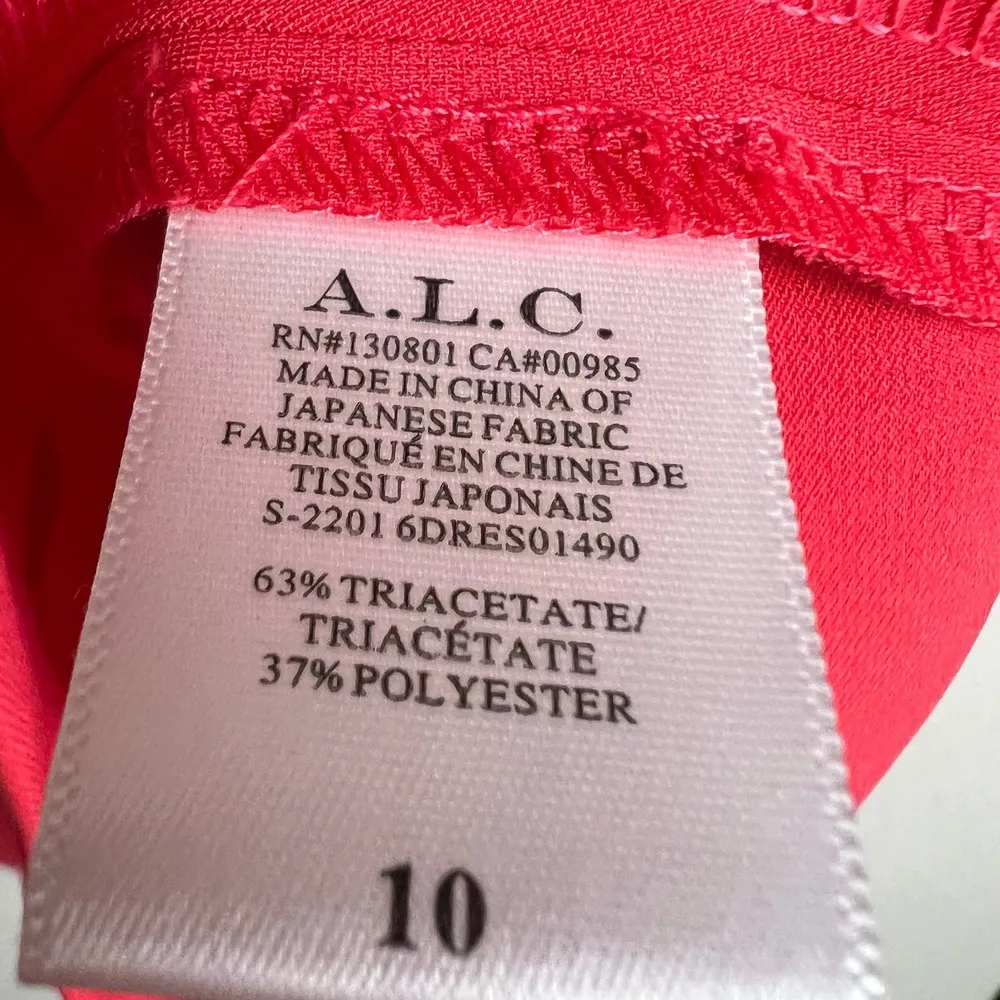 A.L.C.
RN#130801 CA#00985
MADE IN CHINA OF
JAPANESE FABRIC
FABRIQUÉ EN CHINE DE
TISSU JAPONAIS
S-2201 6DRES01490
63% TRIACETATE/
TRIACÉTATE
37% POLYESTER
10